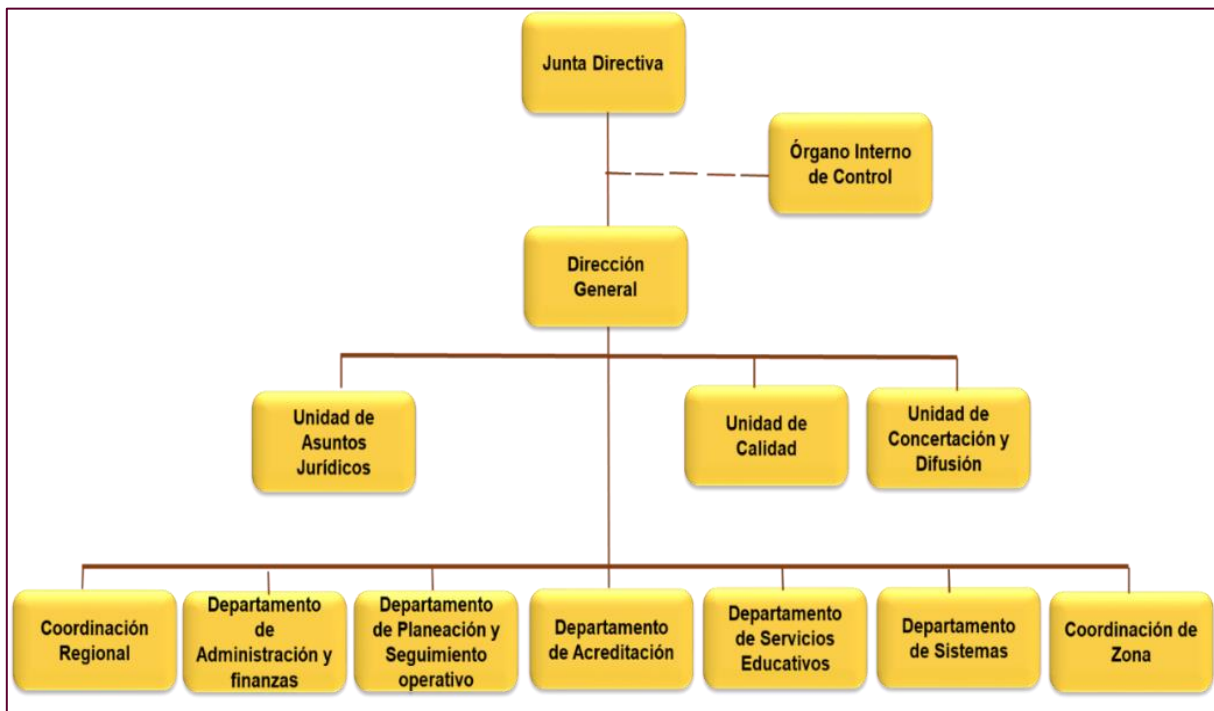 Junta Directiva
Órgano Interno
de Control
Dirección
General
Unidad de
Asuntos
Jurídicos
Unidad de
Calidad
Unidad de
Concertación y
Difusión
Coordinación
Regional
Departamento
de
Administración y
finanzas
Departamento
de Planeación y
Seguimiento
operativo
Departamento
de Acreditación
Departamento
de Servicios
Educativos
Departamento
de Sistemas
Coordinación de
Zona